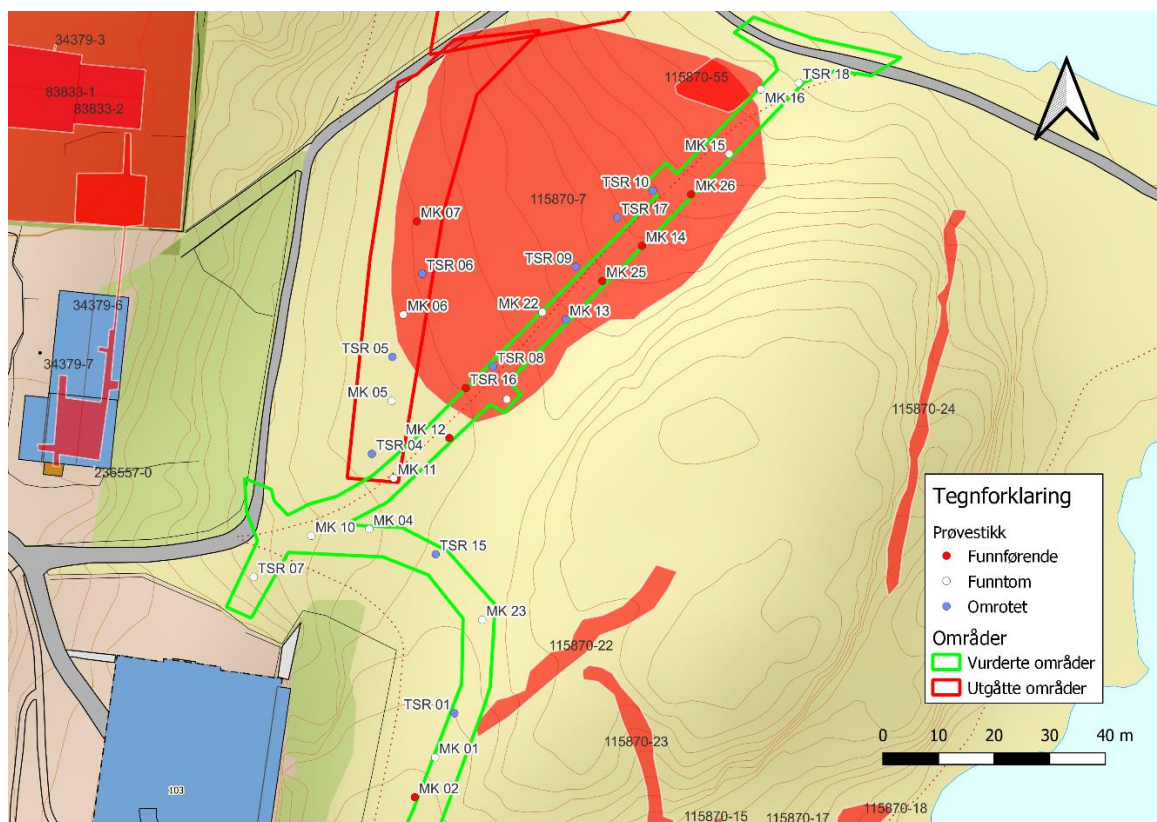 34379-3
83833-1
83833-2
115870-55
TSR 18
MK 16
MK 15
TSR 10
MK 26
115870-7
TSR 17
MK 07
MK 14
TSR 06
TSR 09
MK 25
34379-6
MK 06
MK 22
MK 13
34379-7
TSR 05
TSR 08
TSR 16
MK 05
115870-24
MK 12
TSR 04
236557-0
MK 11
MK 10
MK 04
TSR 15
TSR 07
MK 23
115870-22
TSR 01
115870-23
MK 01
103
MK 02
115870-15
115870-17
115870-18
Tegnforklaring
Prøvestikk
Funnførende
Funntom
Omrotet
Områder
Vurderte områder
Utgåtte områder
0 10 20 30 40 m